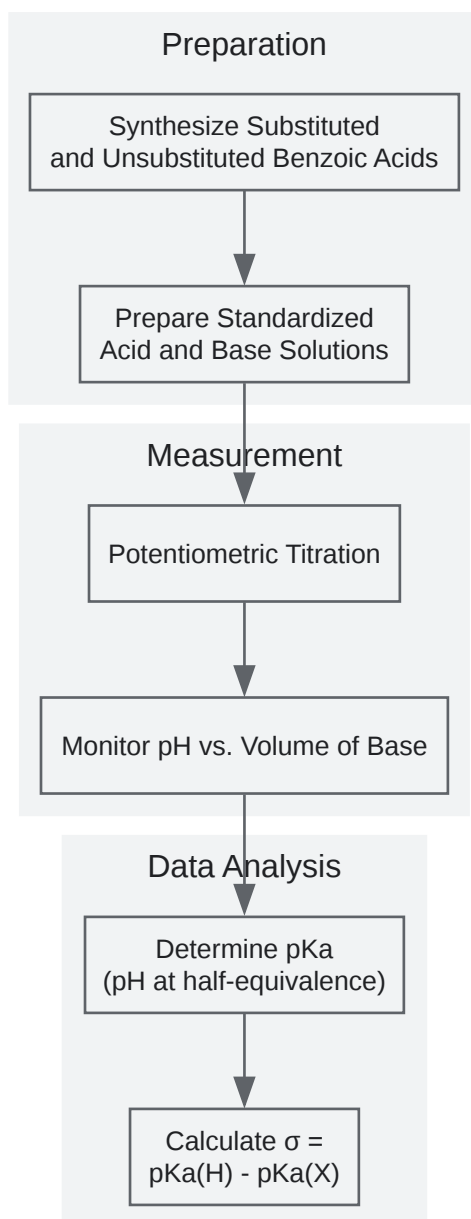 Preparation
Synthesize Substituted
and Unsubstituted Benzoic Acids
Prepare Standardized
Acid and Base Solutions
Measurement
Potentiometric Titration
Monitor pH vs. Volume of Base
Data Analysis
Determine pKa
(pH at half-equivalence)
Calculate σ =
pKa(H) - pKa(X)